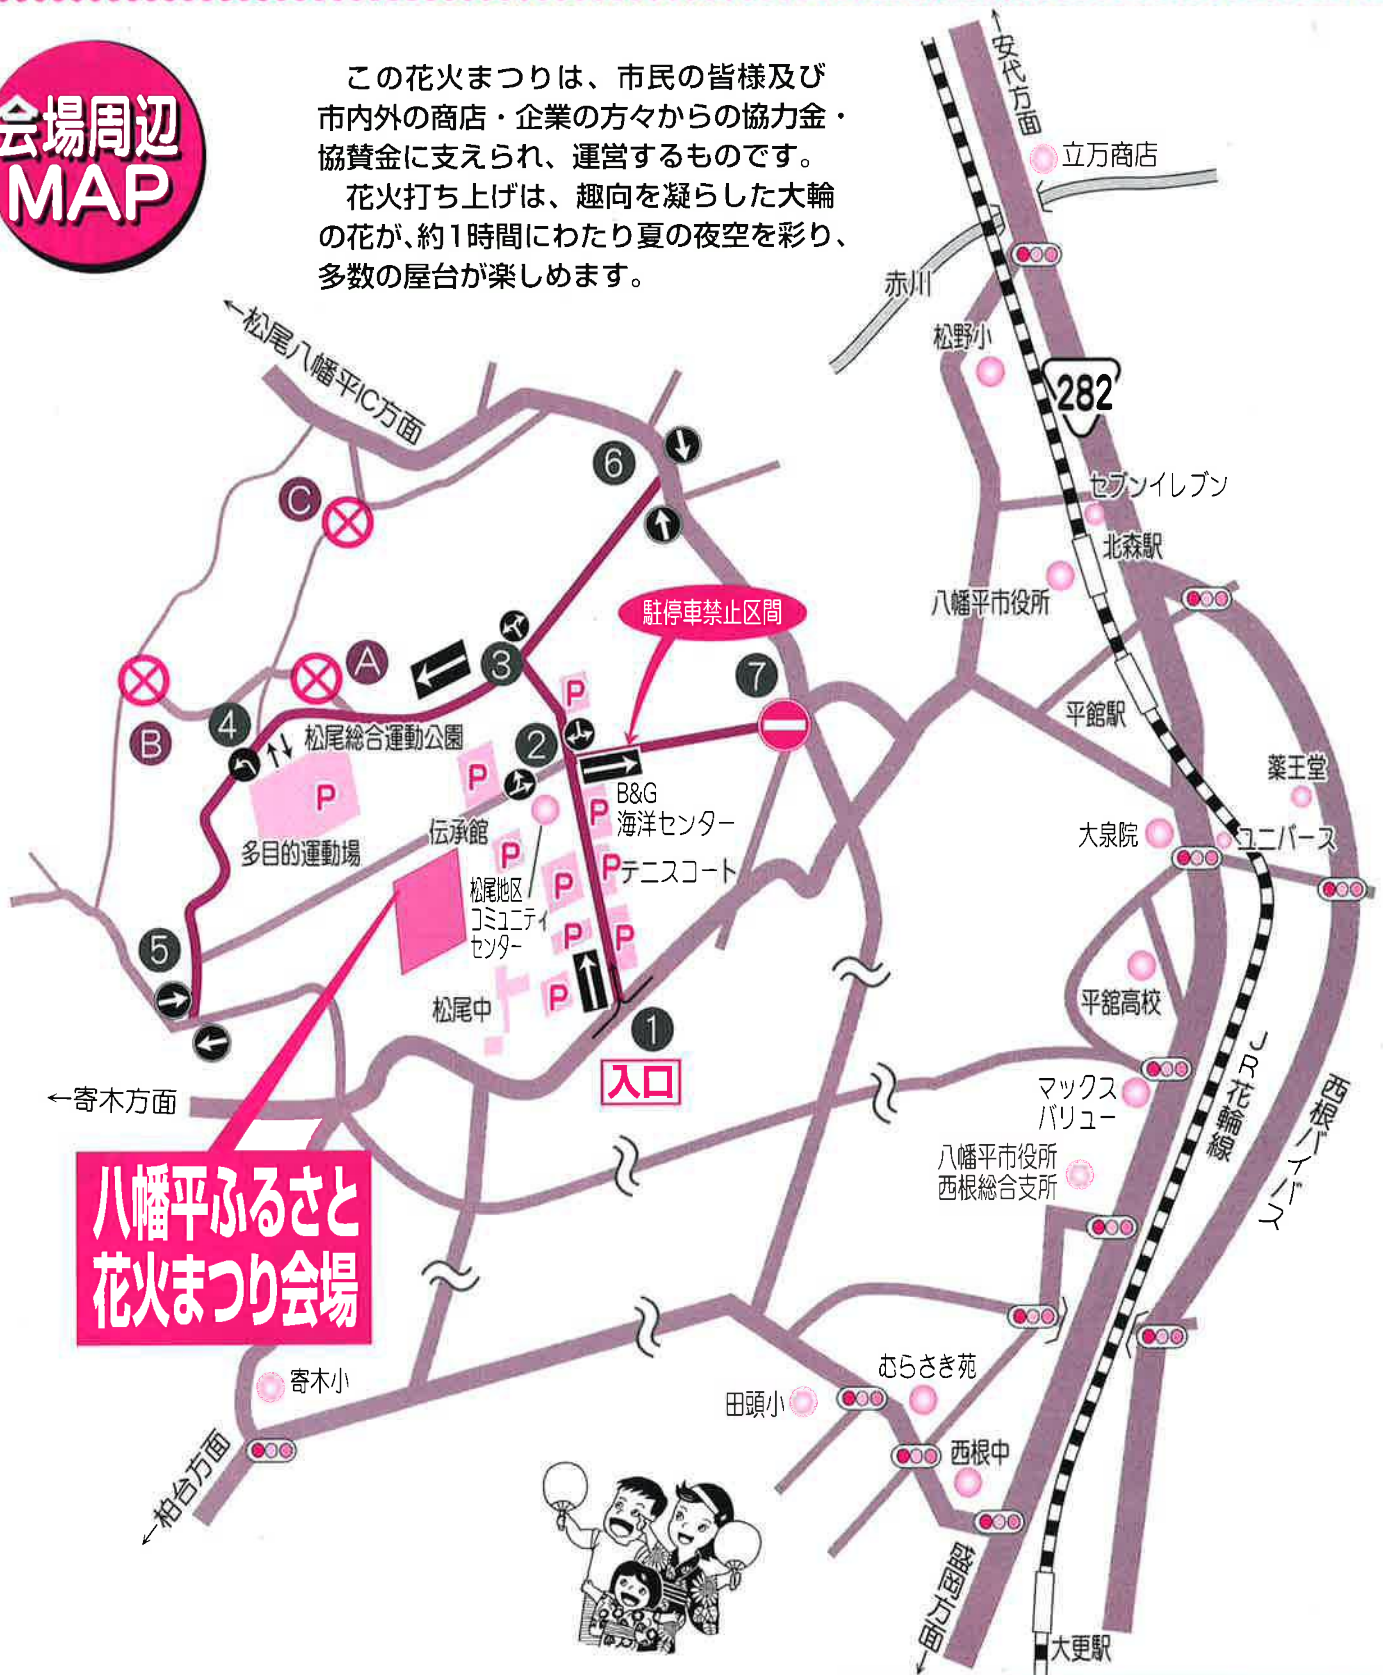 会場周辺
MAP
この花火まつりは、市民の皆様及び
市内外の商店・企業の方々からの協力金・
協賛金に支えられ、運営するものです。
花火打ち上げは、趣向を凝らした大輪
の花が、約1時間にわたり夏の夜空を彩り、
多数の屋台が楽しめます。
↑安代方面
立万商店
赤川
松野小
282
←松尾八幡平IC方面
セブンイレブン
北森駅
八幡平市役所
6
C
駐停車禁止区間
A
3
7
B
4
松尾総合運動公園
P
2
P
P
平館駅
薬王堂
B&G
海洋センター
P
多目的運動場
伝承館
大泉院
ユニバース
P
P
P
テニスコート
松尾地区
コミュニティ
センター
P
P
5
P
松尾中
1
入口
平舘高校
JR花輪線
←寄木方面
マックス
バリュー
西根バイパス
八幡平市役所
西根総合支所
八幡平ふるさと
花火まつり会場
寄木小
むらさき苑
田頭小
西根中
←柏台方面
盛岡方面→
大更駅